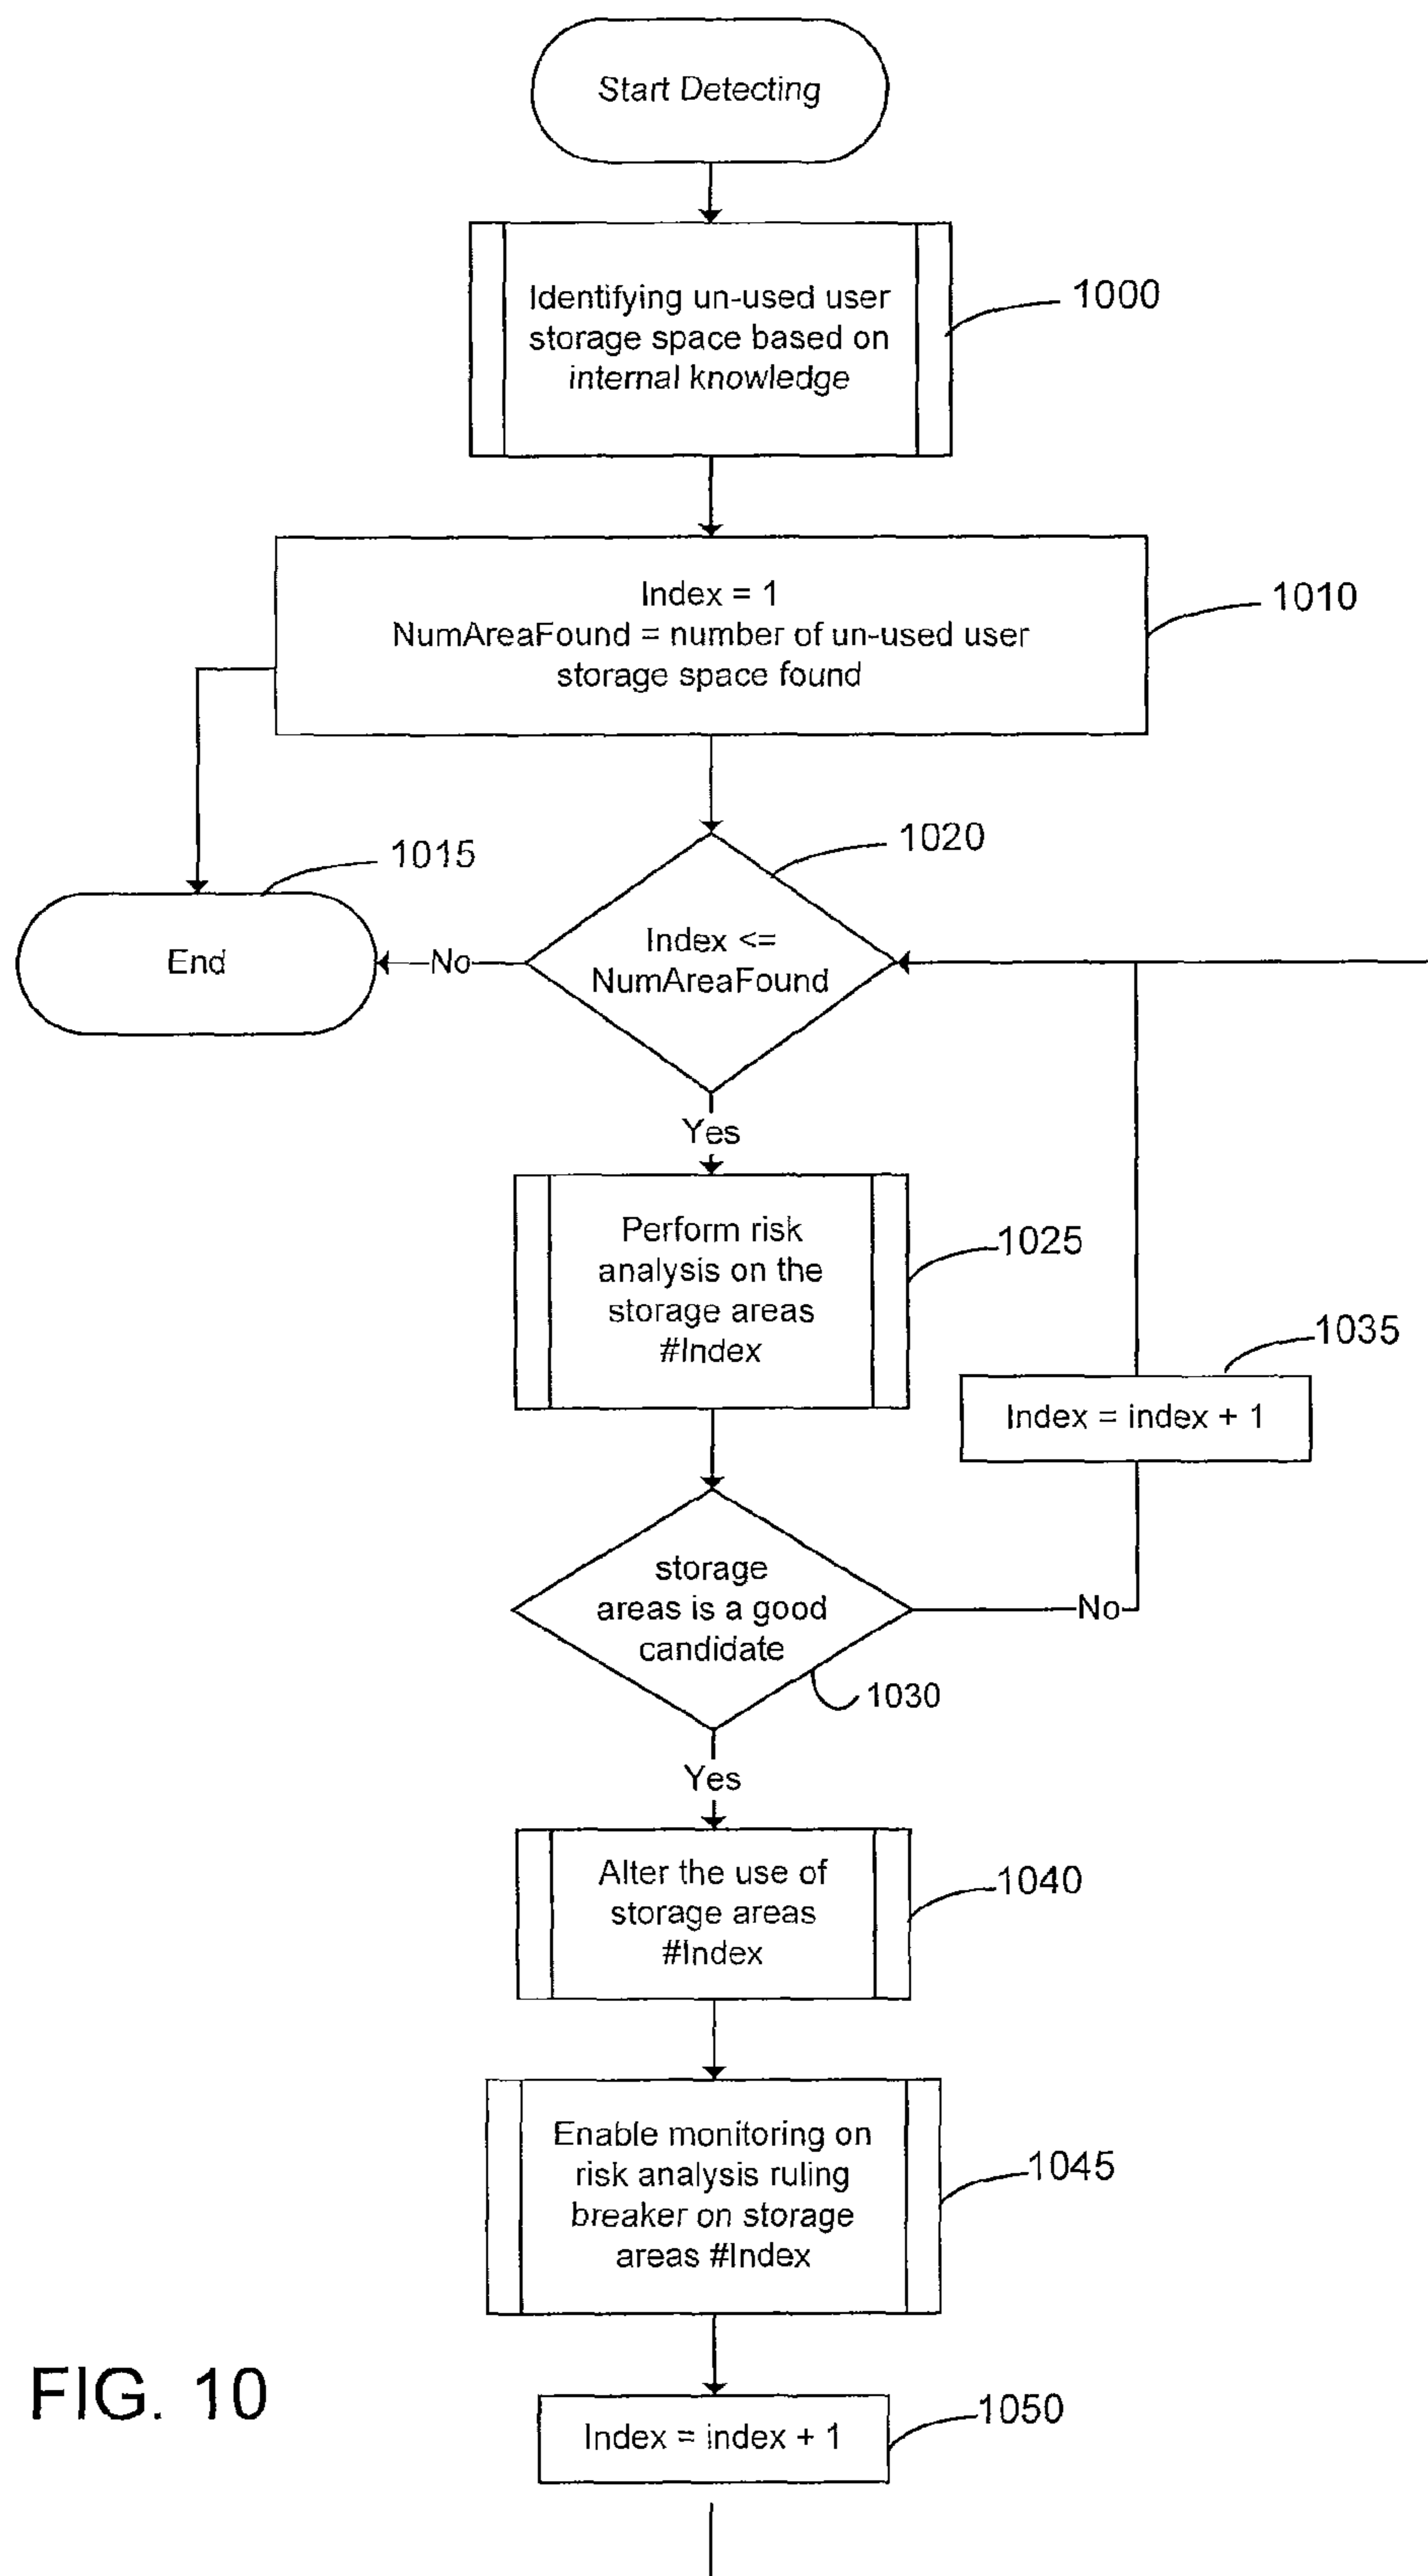 Start Detecting
Identifying un-used user
storage space based on
internal knowledge
1000
Index = 1
NumAreaFound = number of un-used user
storage space found
1010
1015
End
No
1020
Index <=
NumAreaFound
Yes
Perform risk
analysis on the
storage areas
#Index
1025
1035
Index = index + 1
storage
areas is a good
candidate
No
1030
Yes
Alter the use of
storage areas
#Index
1040
Enable monitoring on
risk analysis ruling
breaker on storage
areas #Index
1045
FIG. 10
Index = index + 1
1050